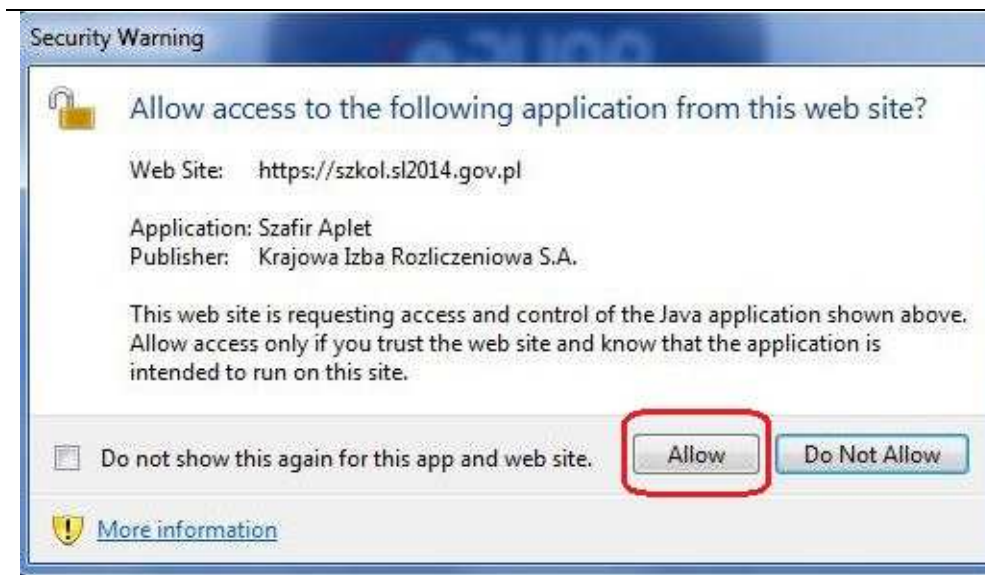 Security Warning
Allow access to the following application from this web site?
Web Site: https://szkol.sl2014.gov.pl
Application: Szafir Aplet
Publisher: Krajowa Izba Rozliczeniowa S.A.
This web site is requesting access and control of the Java application shown above.
Allow access only if you trust the web site and know that the application is
intended to run on this site.
Do not show this again for this app and web site.
Allow
Do Not Allow
More information